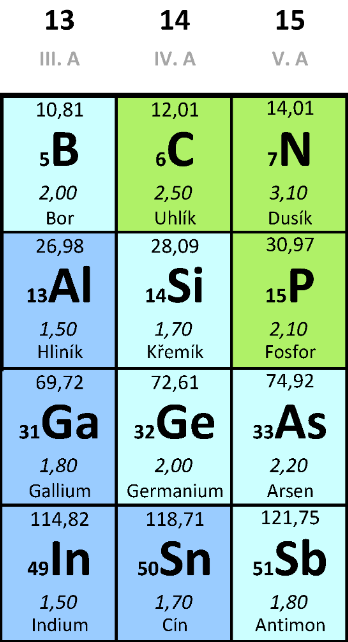 13 14 15
III. A IV. A V. A
10,81 12,01 14,01
5B 6C 7N
2,00 2,50 3,10
Bor Uhlík Dusík
26,98 28,09 30,97
13Al 14Si 15P
1,50 1,70 2,10
Hliník Křemík Fosfor
69,72 72,61 74,92
31Ga 32Ge 33As
1,80 2,00 2,20
Gallium Germanium Arsen
114,82 118,71 121,75
49In 50Sn 51Sb
1,50 1,70 1,80
Indium Cín Antimon